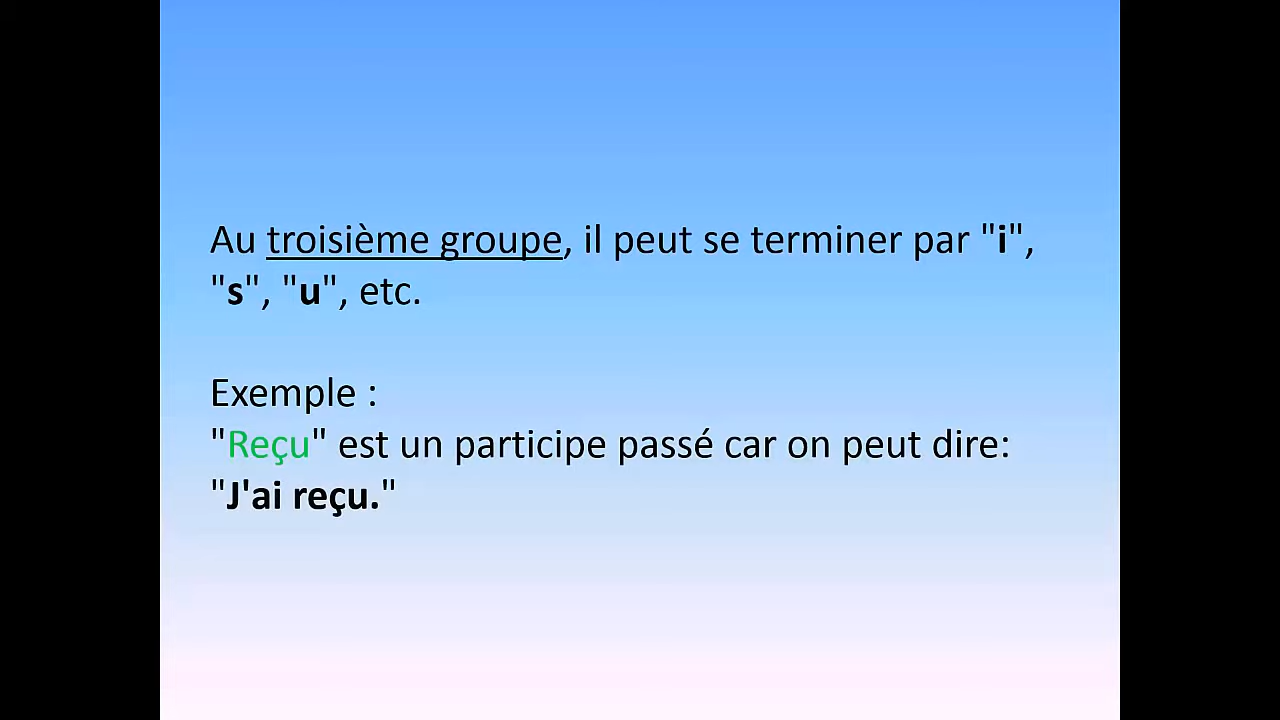 Au troisième groupe, il peut se terminer par "i",
"s", "u", etc.
Exemple :
"Reçu" est un participe passé car on peut dire:
"J'ai reçu."